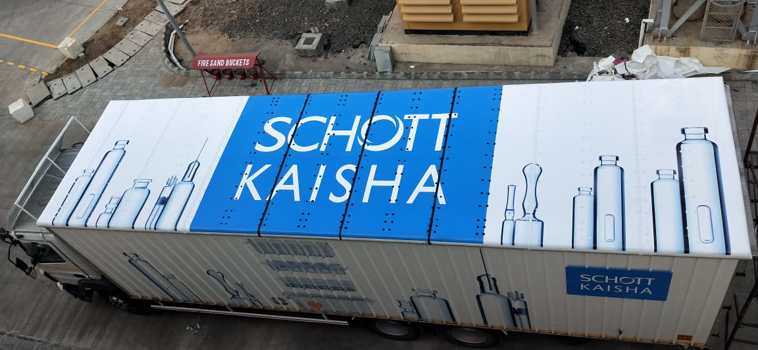 FIRE SAND BUCKETS
SCHOTT
KAISHA
SCHOTT
KAISHA